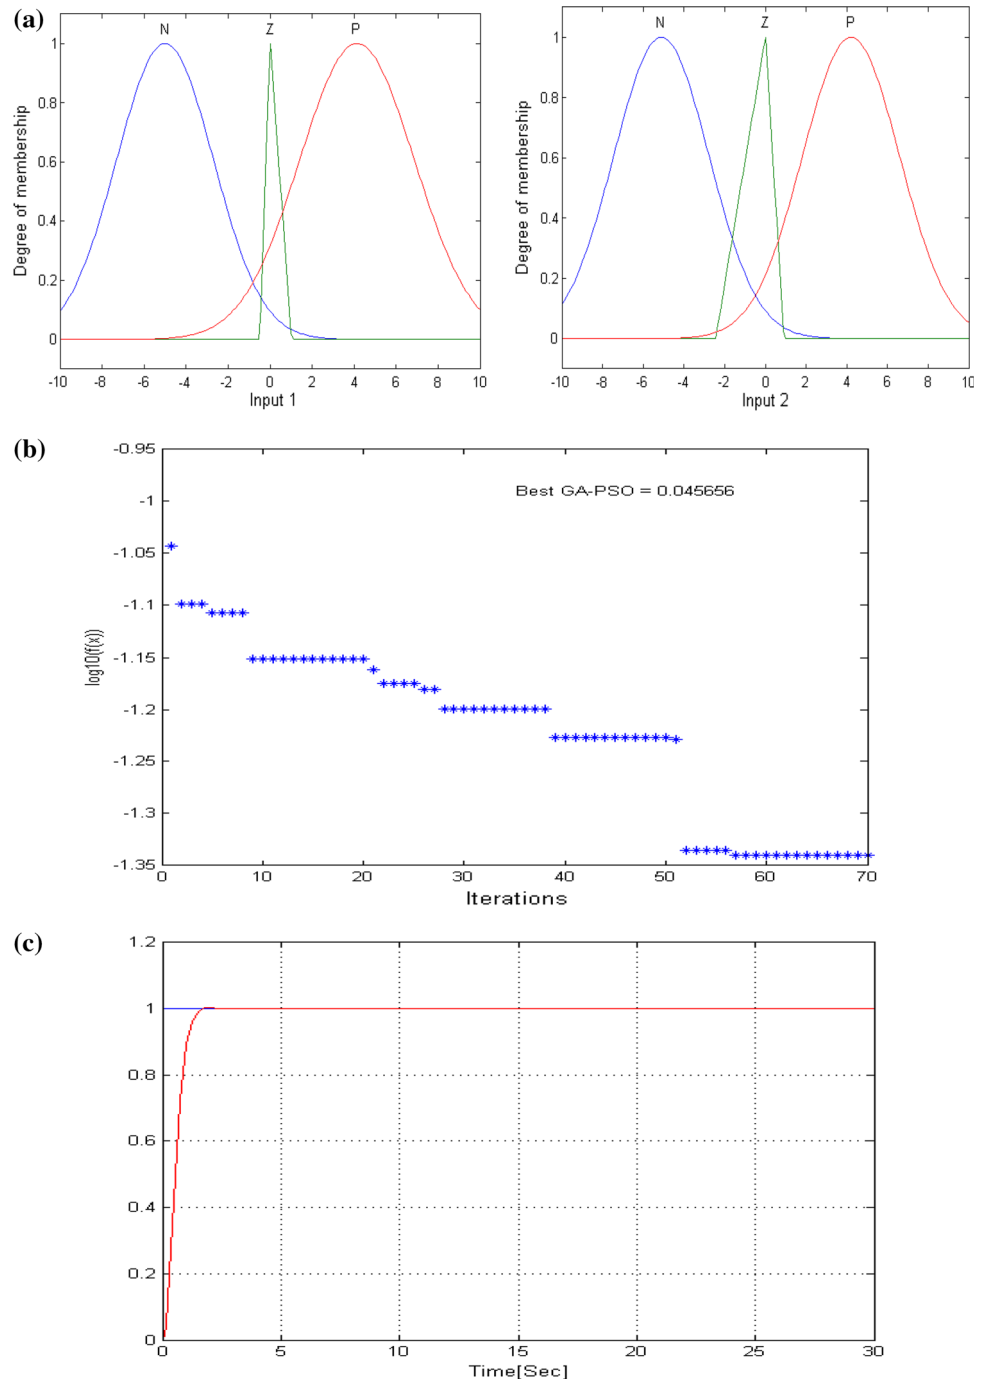 (a)
N Z P
1
0.8
0.6
0.4
0.2
0
Degree of membership
-10 -8 -6 -4 -2 0 2 4 6 8 10
Input 1
N Z P
1
0.8
0.6
0.4
0.2
0
Degree of membership
-10 -8 -6 -4 -2 0 2 4 6 8 10
Input 2
(b)
-0.95
-1
-1.05
-1.1
-1.15
-1.2
-1.25
-1.3
-1.35
log10(f(x))
Best GA-PSO = 0.045656
0 10 20 30 40 50 60 70
Iterations
(c)
1.2
1
0.8
0.6
0.4
0.2
0
0 5 10 15 20 25 30
Time[Sec]